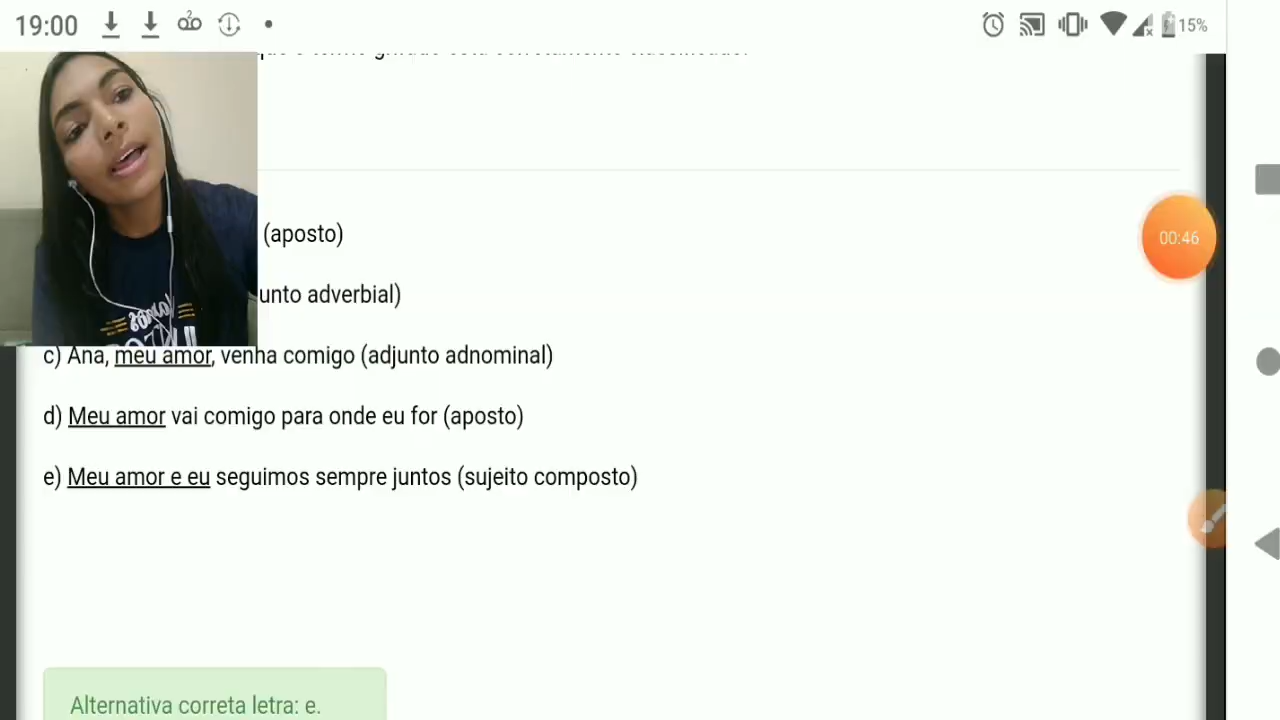 19:00
15%
(aposto)
00:46
unto adverbial)
c) Ana, meu amor, venha comigo (adjunto adnominal)
d) Meu amor vai comigo para onde eu for (aposto)
e) Meu amor e eu seguimos sempre juntos (sujeito composto)
Alternativa correta letra: e.